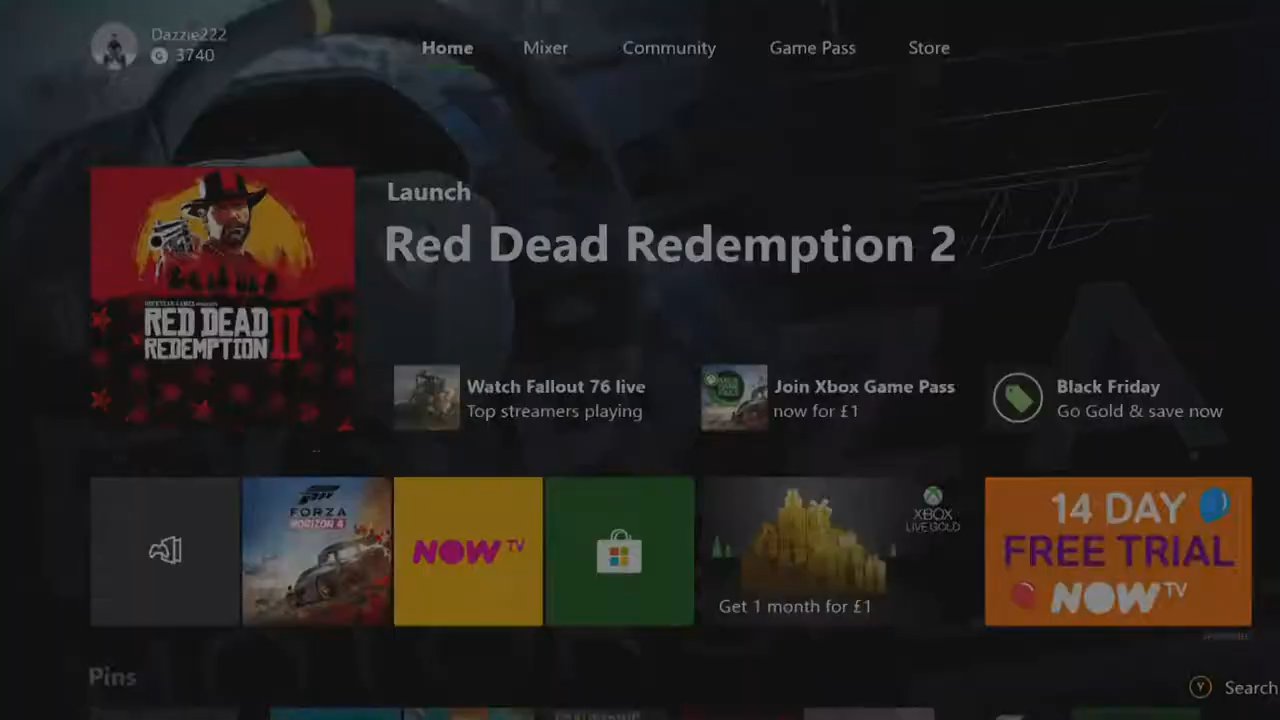 Dazzie222
G 3740
Home
Mixer
Community
Game Pass
Store
Launch
Red Dead Redemption 2
RED DEAD
REDEMPTION II
Watch Fallout 76 live
Top streamers playing
Join Xbox Game Pass
now for £1
Black Friday
Go Gold & save now
FORZA
HORIZON 4
NOW TV
XBOX
LIVE GOLD
Get 1 month for £1
14 DAY
FREE TRIAL
NOW TV
Pins
Y Search